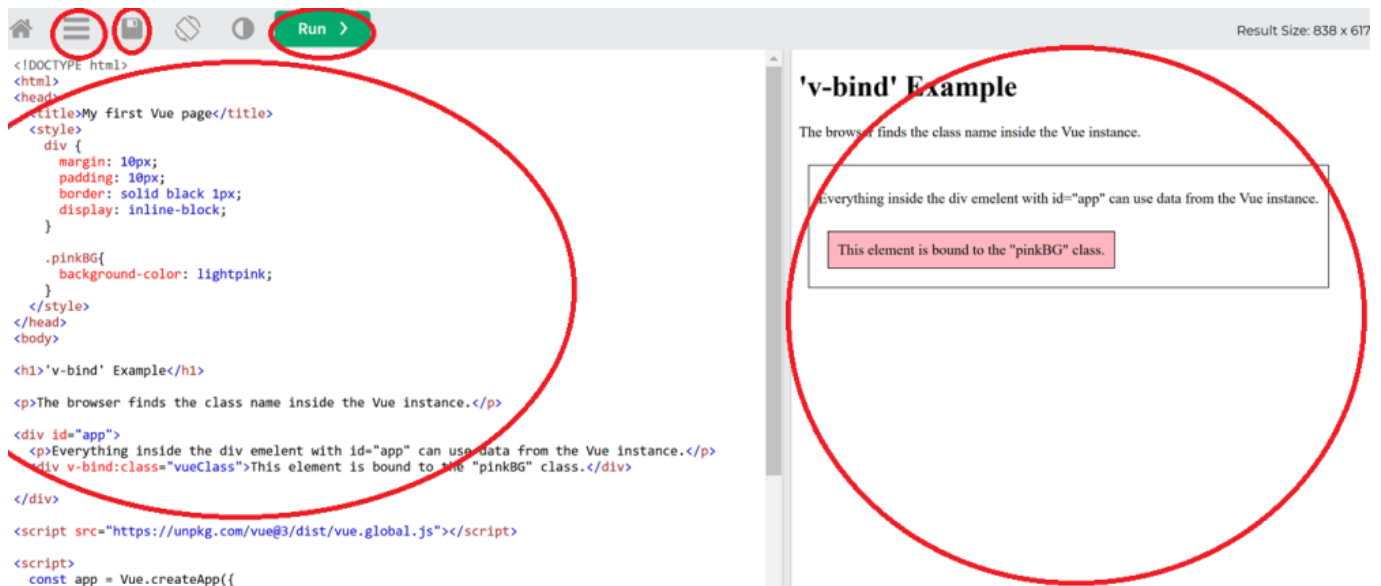 Run >
Result Size: 838 x 617
<!DOCTYPE html>
<html>
<head>
  <title>My first Vue page</title>
  <style>
    div {
      margin: 10px;
      padding: 10px;
      border: solid black 1px;
      display: inline-block;
    }
    .pinkBG{
      background-color: lightpink;
    }
  </style>
</head>
<body>
<h1>'v-bind' Example</h1>
<p>The browser finds the class name inside the Vue instance.</p>
<div id="app">
  <p>Everything inside the div emelent with id="app" can use data from the Vue instance.</p>
  <div v-bind:class="vueClass">This element is bound to the "pinkBG" class.</div>
</div>
<script src="https://unpkg.com/vue@3/dist/vue.global.js"></script>
<script>
  const app = Vue.createApp({
'v-bind' Example
The browser finds the class name inside the Vue instance.
Everything inside the div emelent with id="app" can use data from the Vue instance.
This element is bound to the "pinkBG" class.